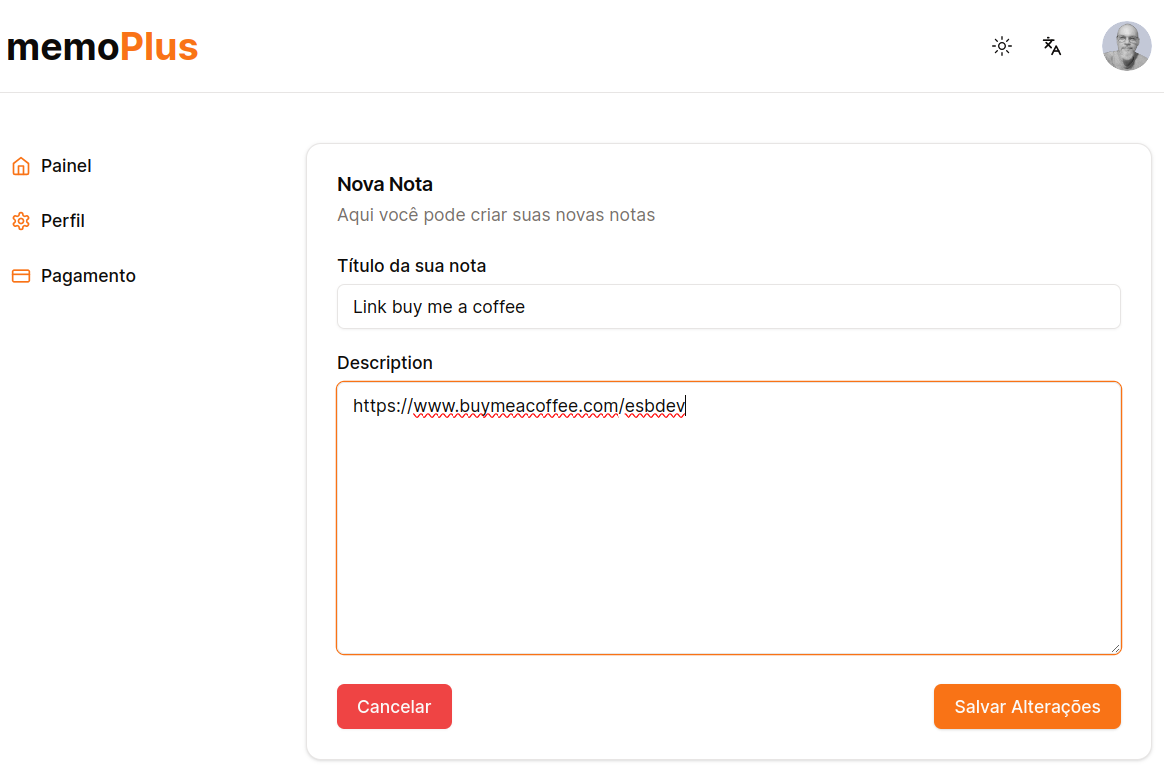 memoPlus
Painel
Perfil
Pagamento
Nova Nota
Aqui você pode criar suas novas notas
Título da sua nota
Link buy me a coffee
Description
https://www.buymeacoffee.com/esbdev
Cancelar
Salvar Alterações